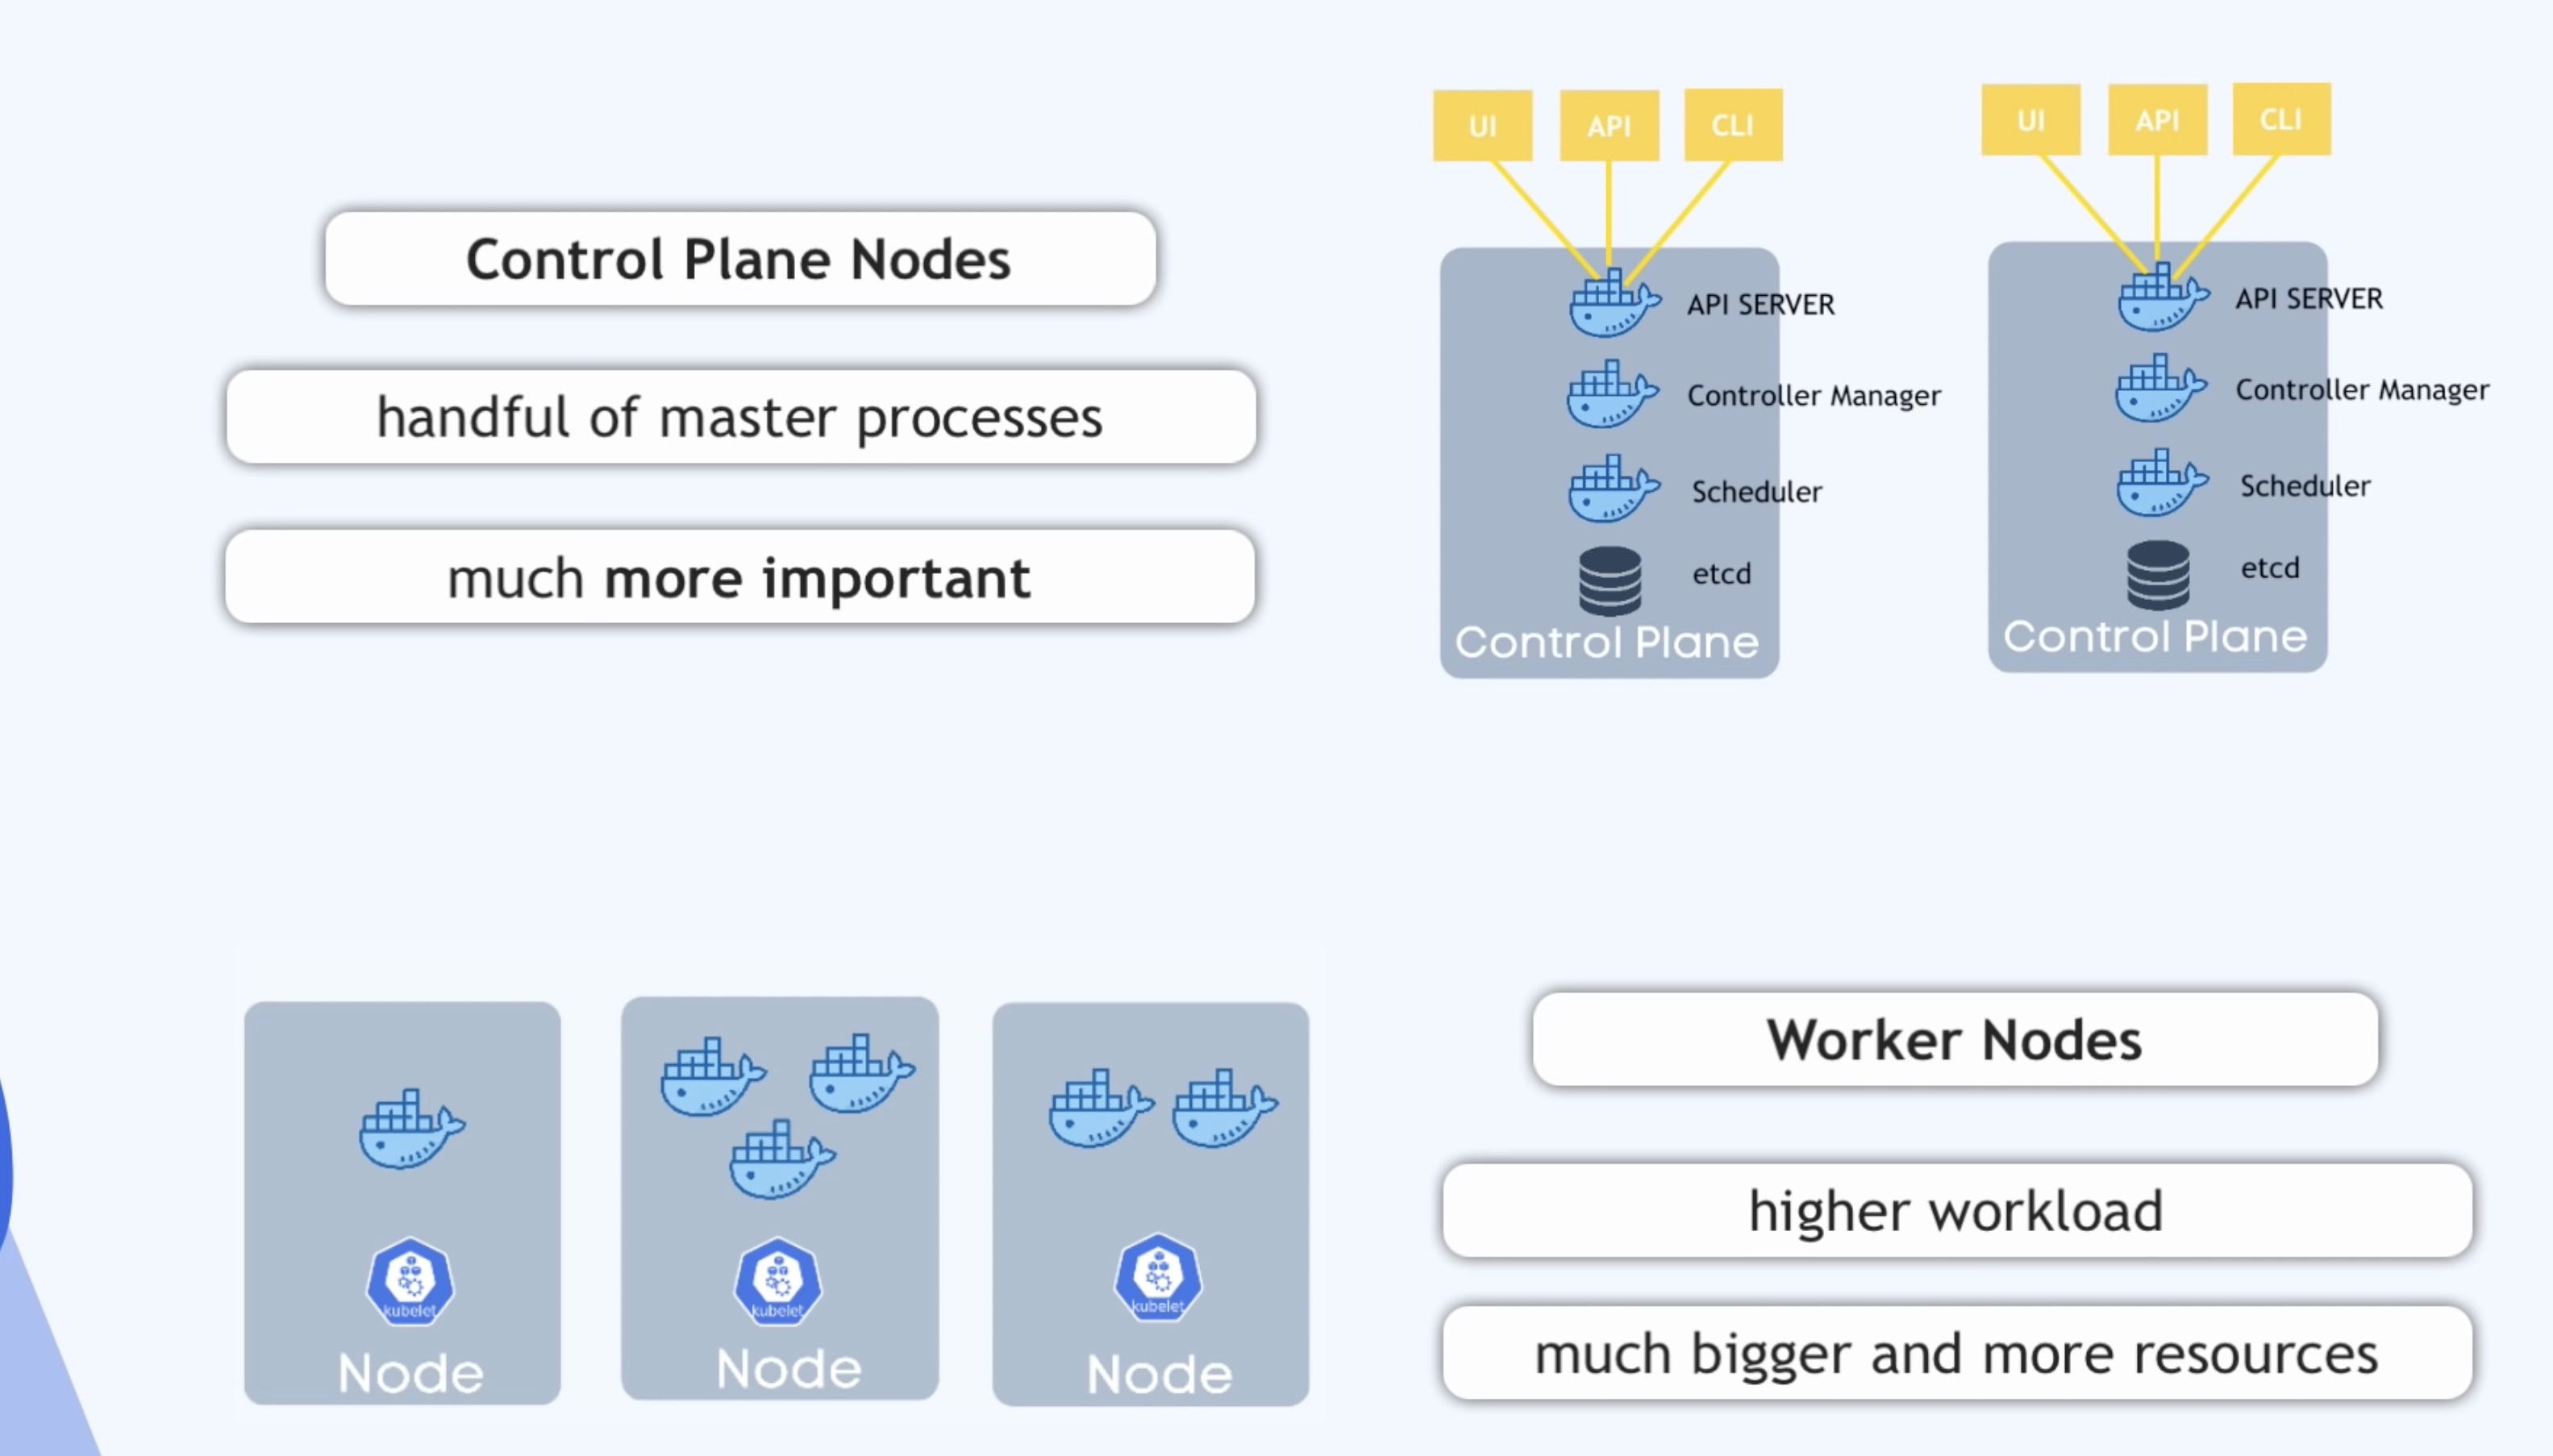 Control Plane Nodes
handful of master processes
much more important
UI API CLI
API SERVER
Controller Manager
Scheduler
etcd
Control Plane
UI API CLI
API SERVER
Controller Manager
Scheduler
etcd
Control Plane
kubelet
Node
kubelet
Node
kubelet
Node
Worker Nodes
higher workload
much bigger and more resources